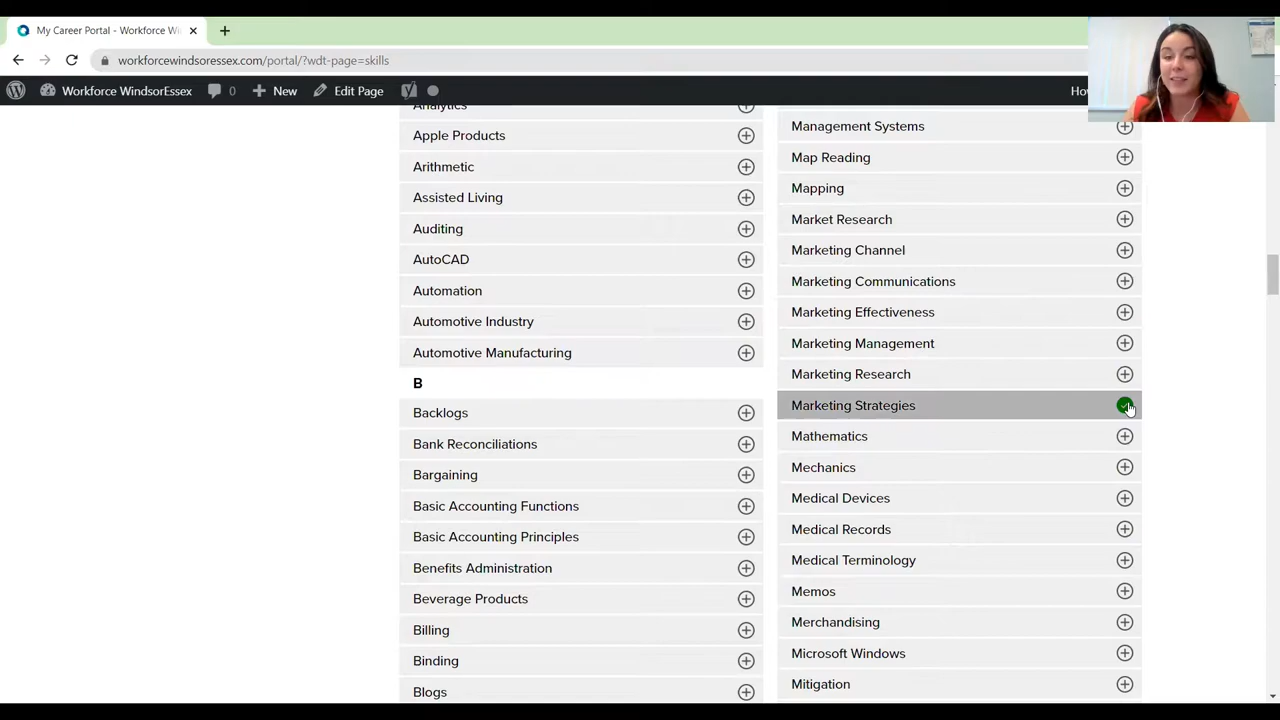 My Career Portal - Workforce Wi
workforcewindsoressex.com/portal/?wdt-page=skills
Workforce WindsorEssex
0
New
Edit Page
Analytics
Apple Products
Arithmetic
Assisted Living
Auditing
AutoCAD
Automation
Automotive Industry
Automotive Manufacturing
B
Backlogs
Bank Reconciliations
Bargaining
Basic Accounting Functions
Basic Accounting Principles
Benefits Administration
Beverage Products
Billing
Binding
Blogs
Management Systems
Map Reading
Mapping
Market Research
Marketing Channel
Marketing Communications
Marketing Effectiveness
Marketing Management
Marketing Research
Marketing Strategies
Mathematics
Mechanics
Medical Devices
Medical Records
Medical Terminology
Memos
Merchandising
Microsoft Windows
Mitigation